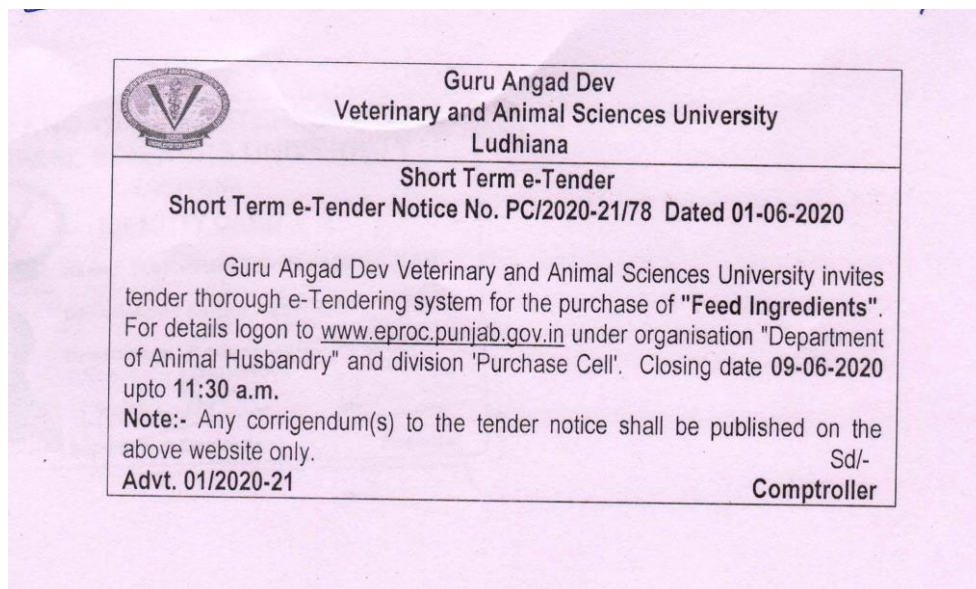 Guru Angad Dev
Veterinary and Animal Sciences University
Ludhiana
Short Term e-Tender
Short Term e-Tender Notice No. PC/2020-21/78 Dated 01-06-2020
Guru Angad Dev Veterinary and Animal Sciences University invites
tender thorough e-Tendering system for the purchase of "Feed Ingredients".
For details logon to www.eproc.punjab.gov.in under organisation "Department
of Animal Husbandry" and division 'Purchase Cell'. Closing date 09-06-2020
upto 11:30 a.m.
Note:- Any corrigendum(s) to the tender notice shall be published on the
above website only.
Sd/-
Advt. 01/2020-21
Comptroller